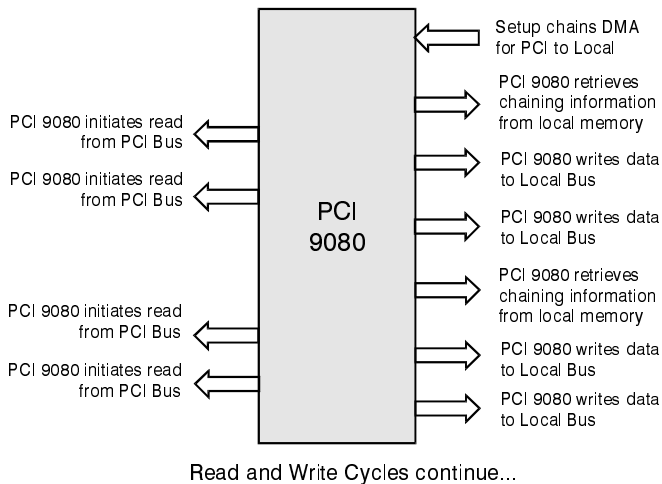 Setup chains DMA
for PCI to Local
PCI 9080 retrieves
chaining information
from local memory
PCI 9080 initiates read
from PCI Bus
PCI 9080 writes data
to Local Bus
PCI 9080 initiates read
from PCI Bus
PCI
9080
PCI 9080 writes data
to Local Bus
PCI 9080 retrieves
chaining information
from local memory
PCI 9080 initiates read
from PCI Bus
PCI 9080 writes data
to Local Bus
PCI 9080 initiates read
from PCI Bus
PCI 9080 writes data
to Local Bus
Read and Write Cycles continue...